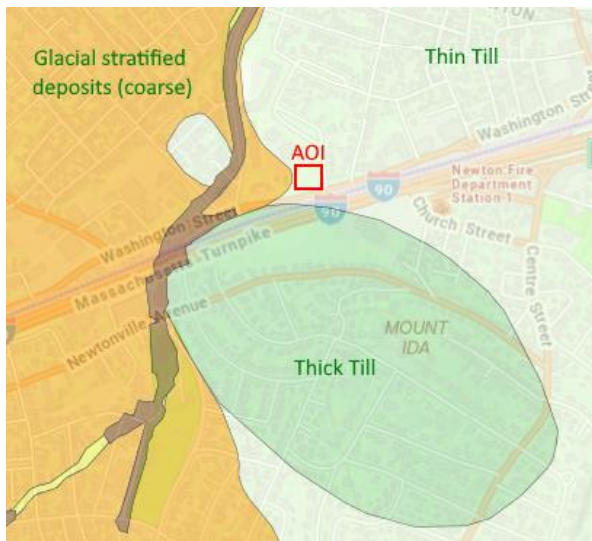 Glacial stratified
deposits (coarse)
Thin Till
Washington Street
AOI
90
Newton Fire
Department
Station 1
90
Church Street
Centre Street
Washington Street
Massachusetts Turnpike
Newtonville Avenue
MOUNT
IDA
Thick Till